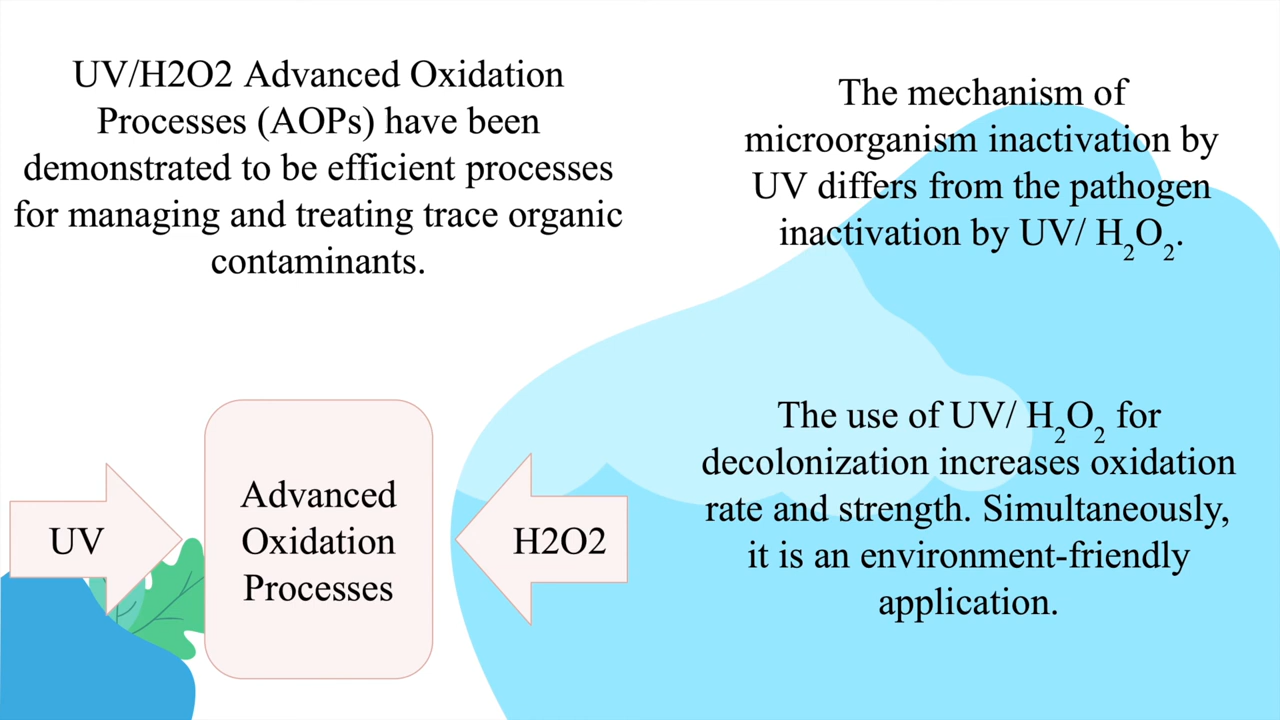 UV/H2O2 Advanced Oxidation
Processes (AOPs) have been
demonstrated to be efficient processes
for managing and treating trace organic
contaminants.
The mechanism of
microorganism inactivation by
UV differs from the pathogen
inactivation by UV/ H₂O₂.
UV
Advanced
Oxidation
Processes
H2O2
The use of UV/ H₂O₂ for
decolonization increases oxidation
rate and strength. Simultaneously,
it is an environment-friendly
application.